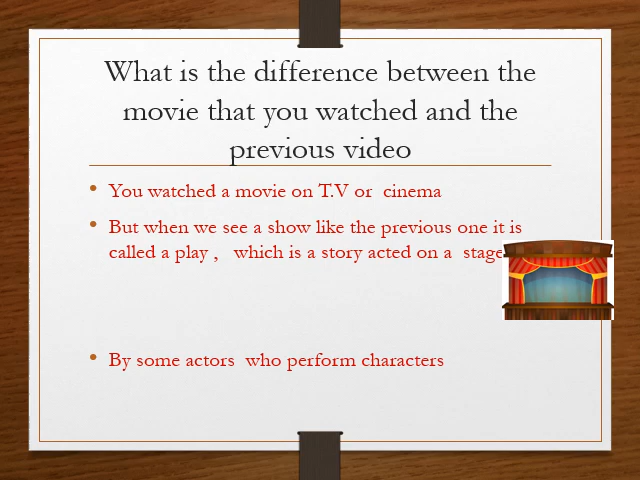 What is the difference between the
movie that you watched and the
previous video
• You watched a movie on T.V or  cinema
• But when we see a show like the previous one it is
called a play ,   which is a story acted on a  stage
• By some actors  who perform characters